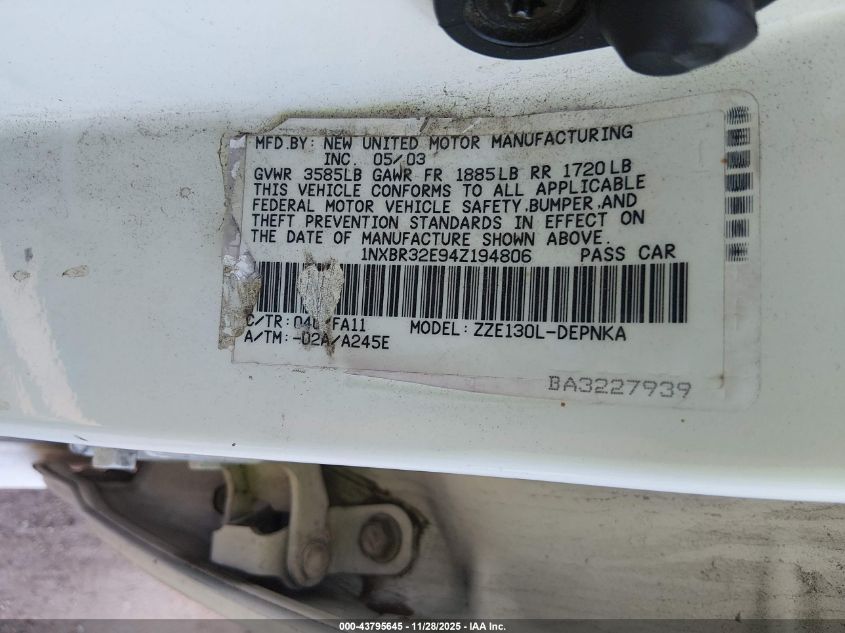 MFD.BY: NEW UNITED MOTOR MANUFACTURING
INC. 05/03
GVWR 3585LB GAWR FR 1885LB RR 1720LB
THIS VEHICLE CONFORMS TO ALL APPLICABLE
FEDERAL MOTOR VEHICLE SAFETY,BUMPER,AND
THEFT PREVENTION STANDARDS IN EFFECT ON
THE DATE OF MANUFACTURE SHOWN ABOVE.
1NXBR32E94Z194806 PASS CAR
C/TR: FA11 MODEL: ZZE130L-DEPNKA
A/TM: -02A/A245E
BA3227939
000-43795645 - 11/28/2025 - IAA Inc.